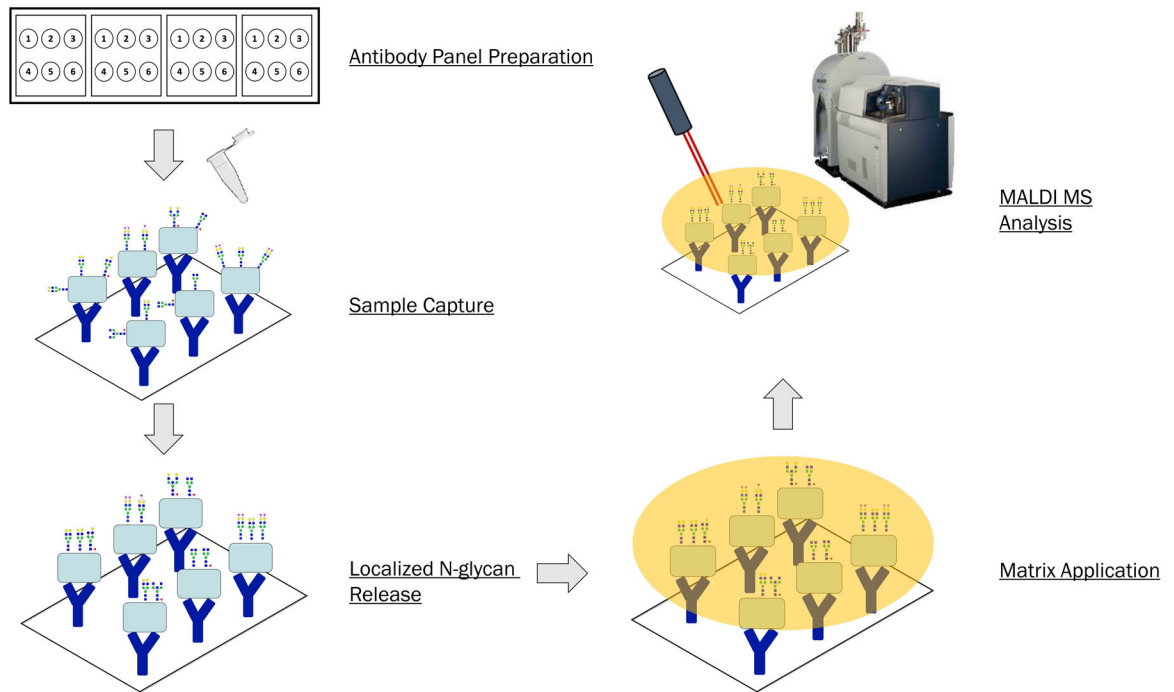 1 2 3 1 2 3 1 2 3 1 2 3
4 5 6 4 5 6 4 5 6 4 5 6
Antibody Panel Preparation
Sample Capture
Localized N-glycan
Release
Matrix Application
MALDI MS
Analysis